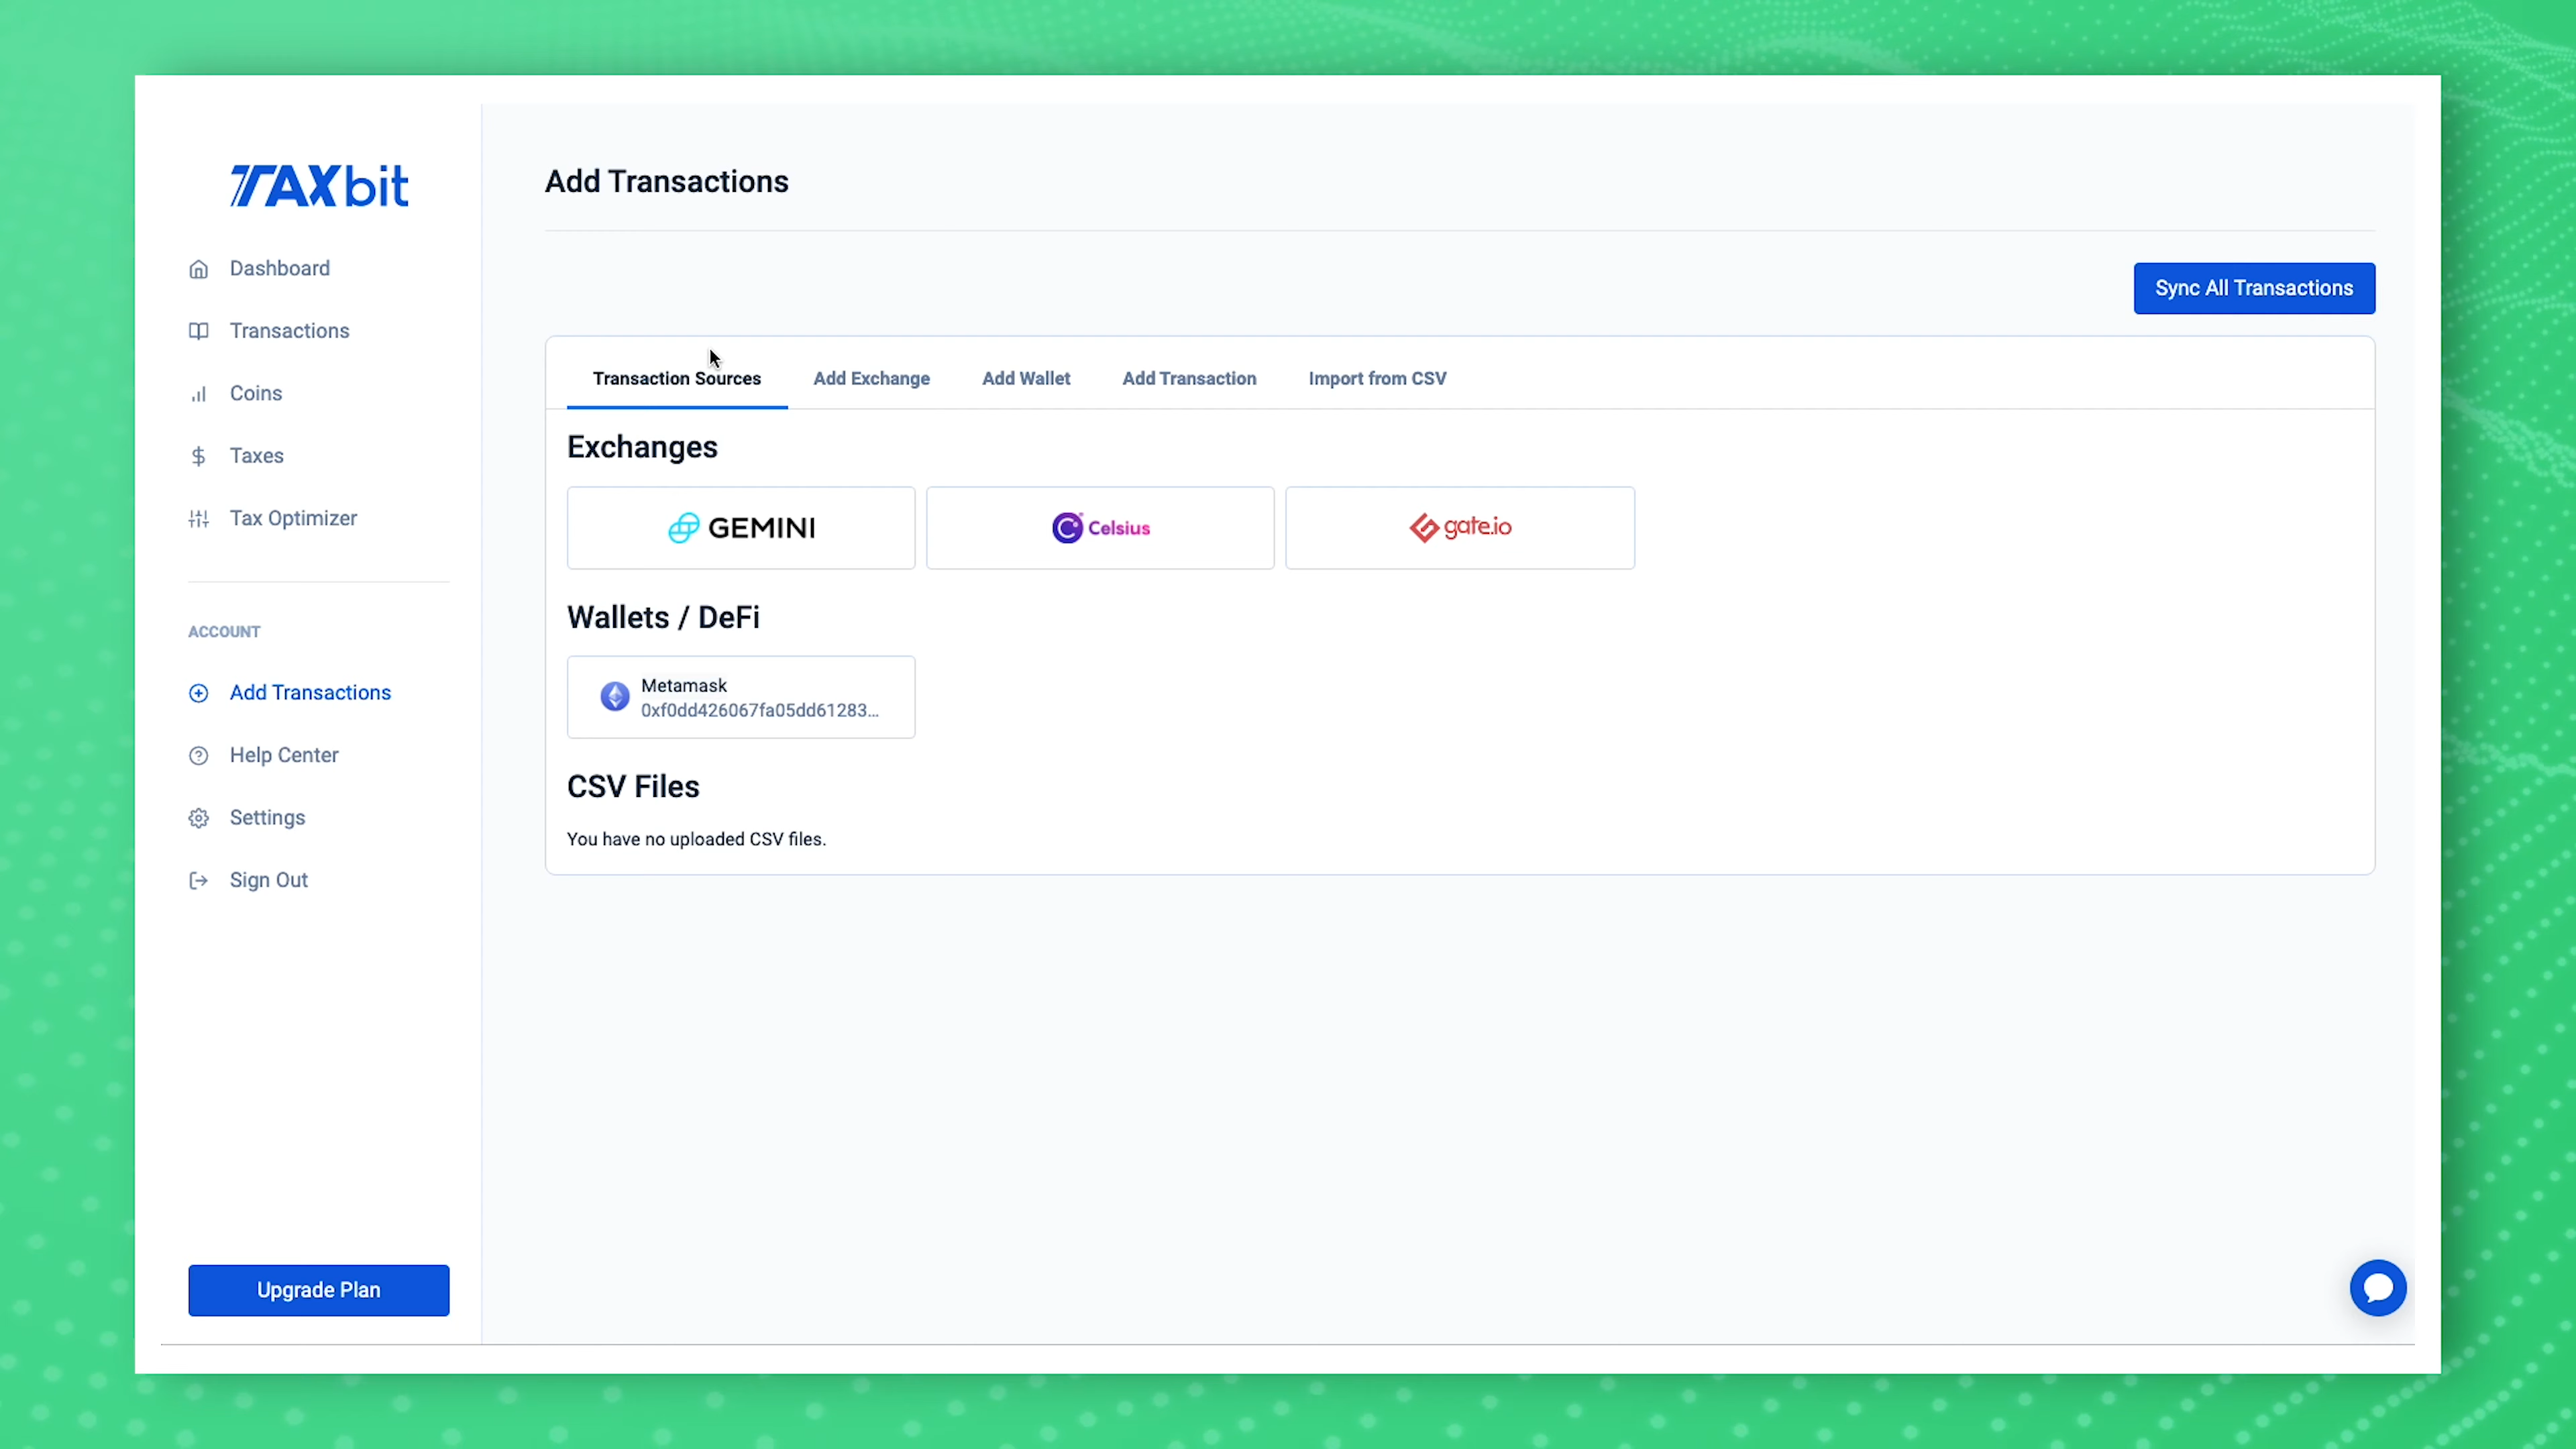 TAXbit
Dashboard
Transactions
Coins
Taxes
Tax Optimizer
ACCOUNT
Add Transactions
Help Center
Settings
Sign Out
Upgrade Plan
Add Transactions
Sync All Transactions
Transaction Sources
Add Exchange
Add Wallet
Add Transaction
Import from CSV
Exchanges
GEMINI
Celsius
gate.io
Wallets / DeFi
Metamask
0xf0dd426067fa05dd61283...
CSV Files
You have no uploaded CSV files.